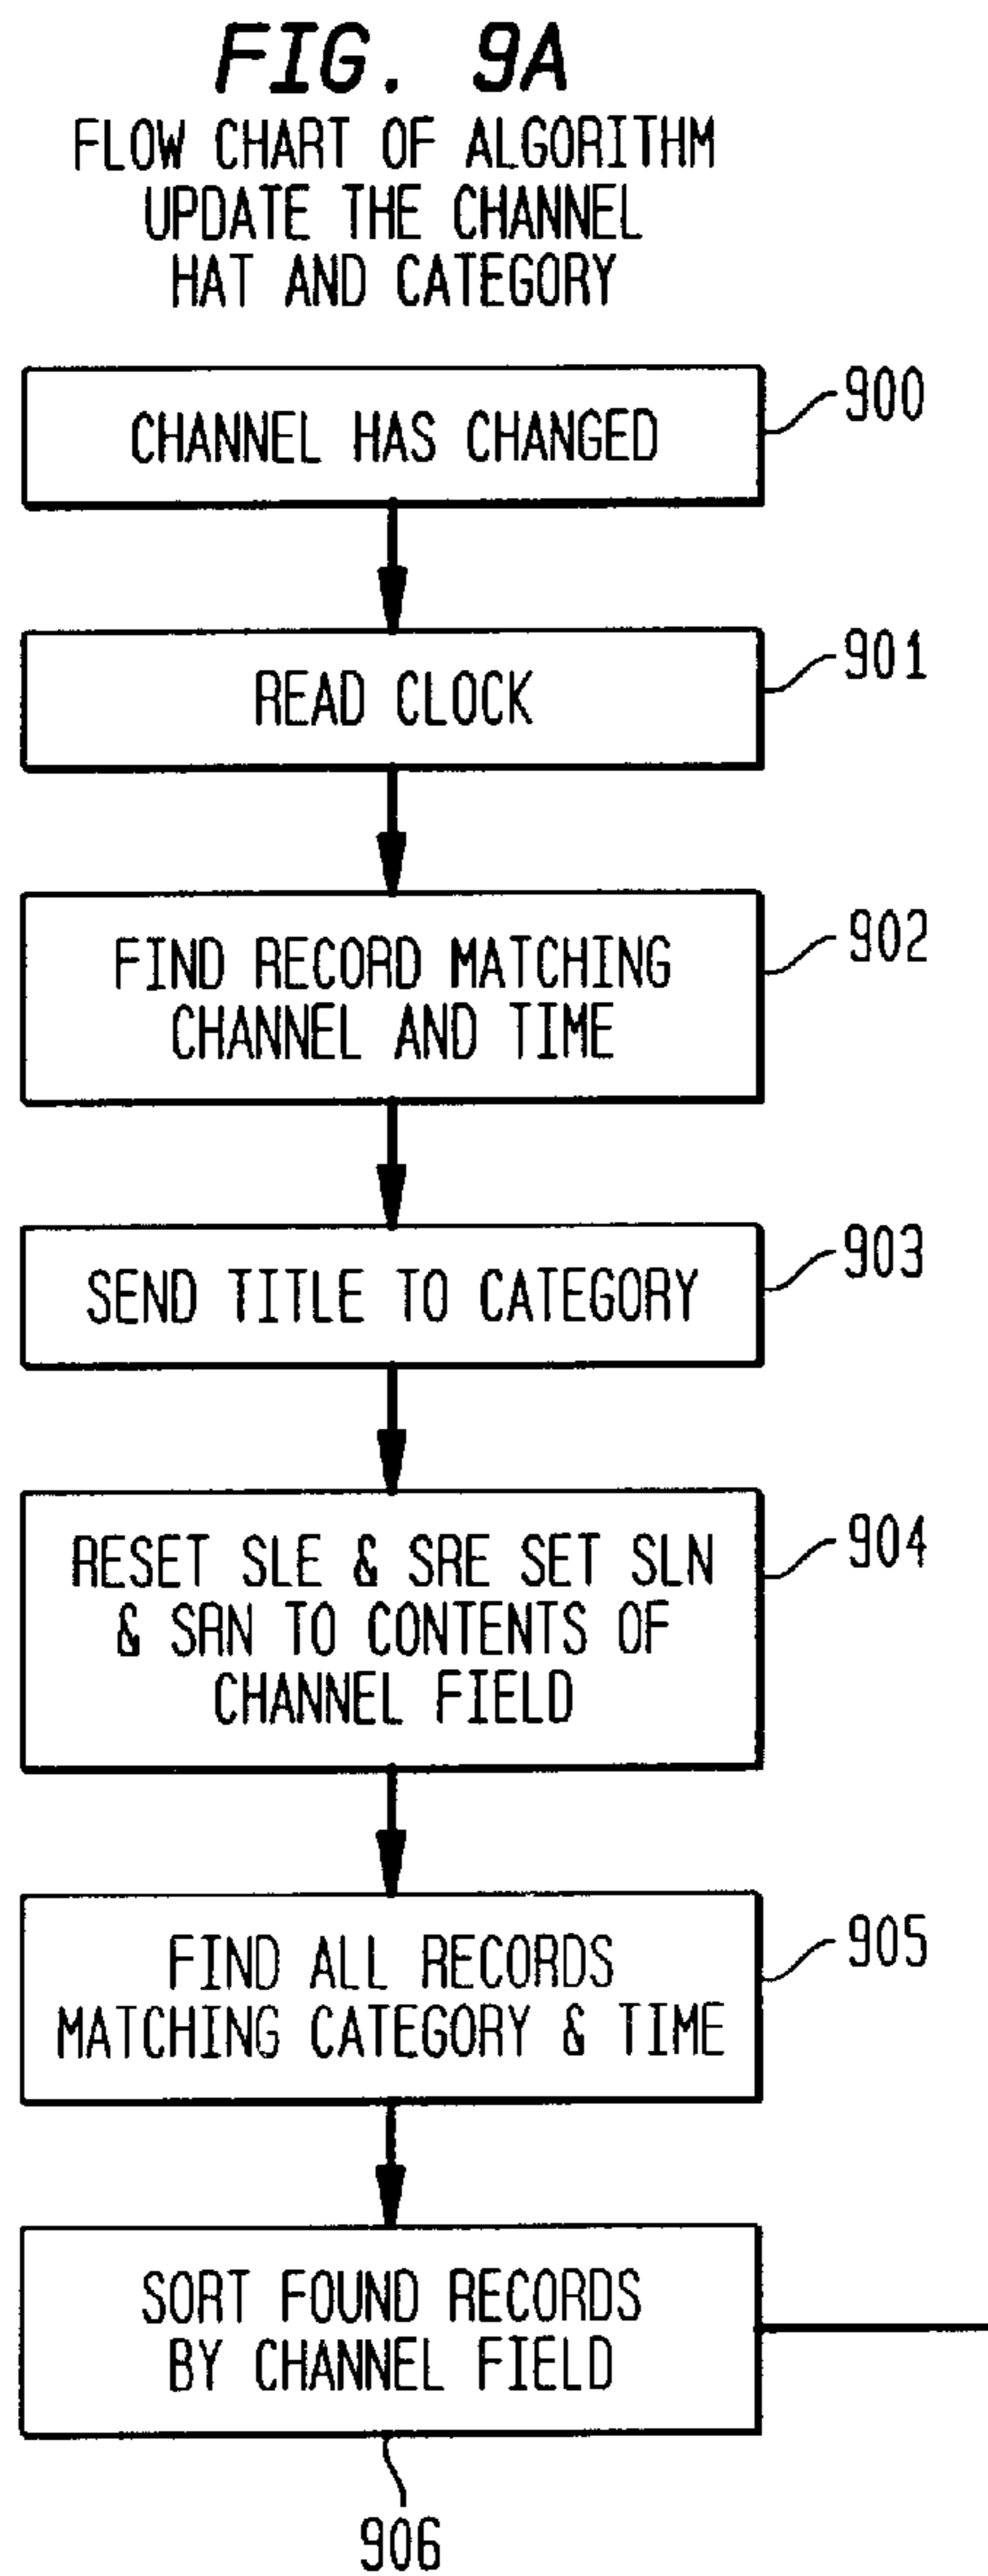 FIG. 9A
FLOW CHART OF ALGORITHM
UPDATE THE CHANNEL
HAT AND CATEGORY
CHANNEL HAS CHANGED
900
READ CLOCK
901
FIND RECORD MATCHING
CHANNEL AND TIME
902
SEND TITLE TO CATEGORY
903
RESET SLE & SRE SET SLN
& SRN TO CONTENTS OF
CHANNEL FIELD
904
FIND ALL RECORDS
MATCHING CATEGORY & TIME
905
SORT FOUND RECORDS
BY CHANNEL FIELD
906